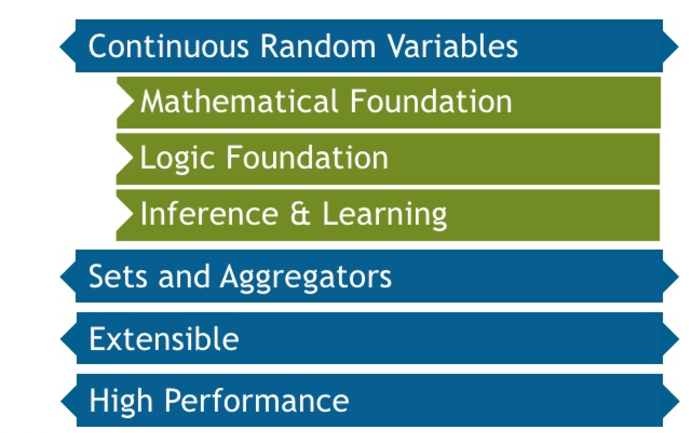 Continuous Random Variables
Mathematical Foundation
Logic Foundation
Inference & Learning
Sets and Aggregators
Extensible
High Performance